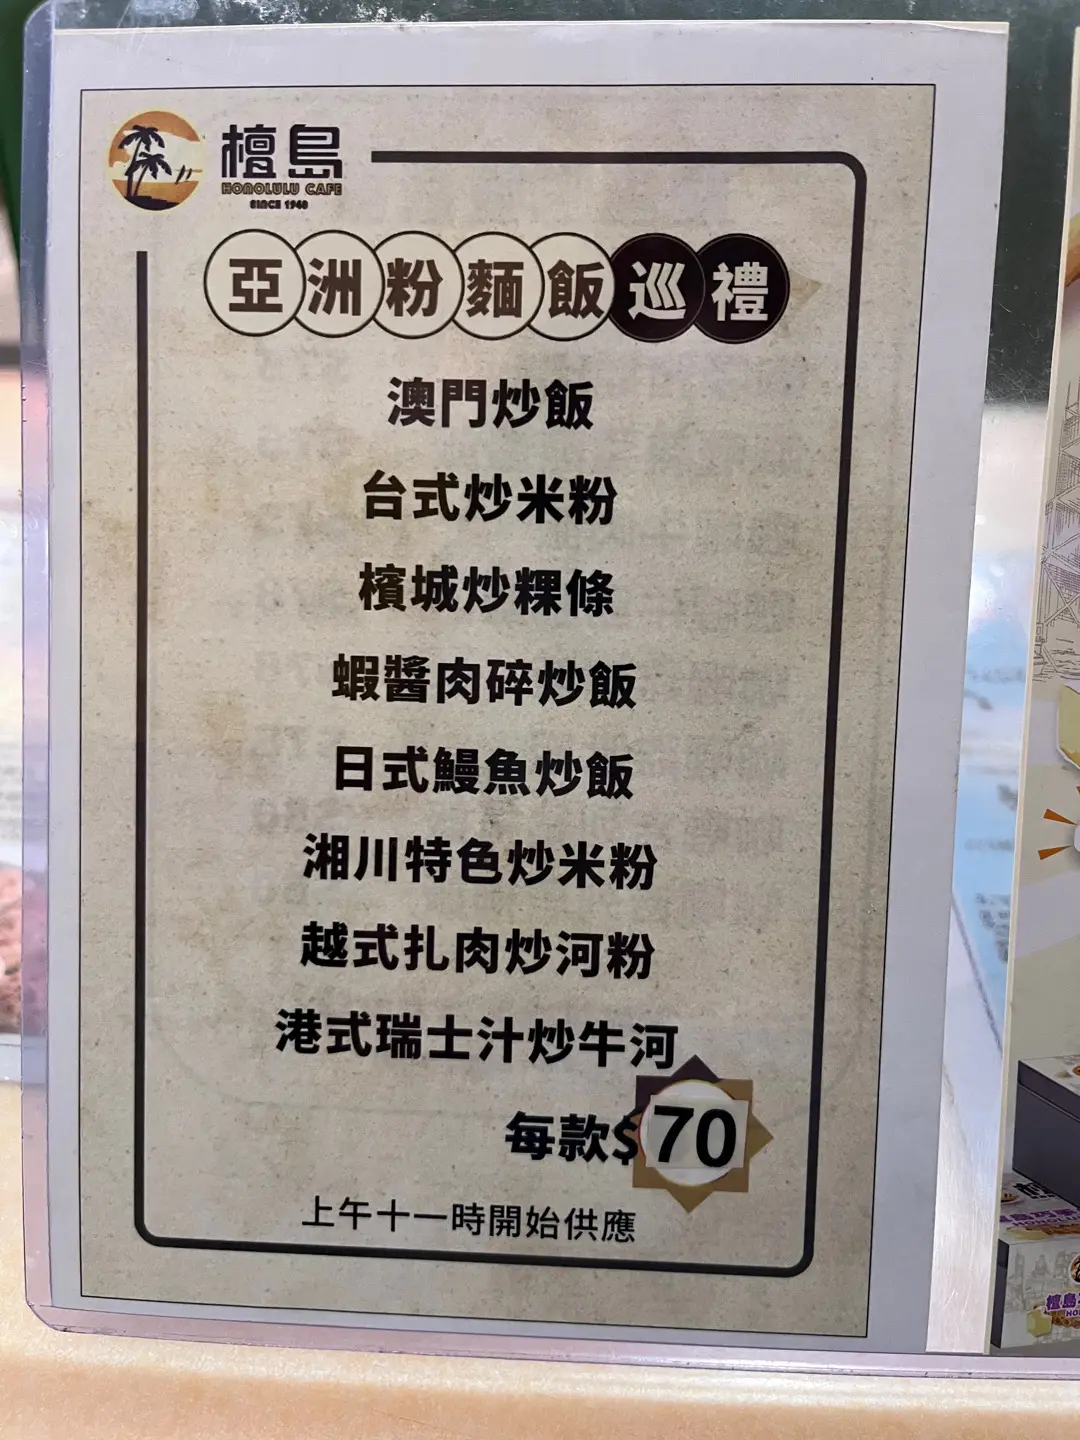 檀島
HONOLULU CAFE
SINCE 1940
亞洲粉麵飯巡禮
澳門炒飯
台式炒米粉
檳城炒粿條
蝦醬肉碎炒飯
日式鰻魚炒飯
湘川特色炒米粉
越式扎肉炒河粉
港式瑞士汁炒牛河
每款$70
上午十一時開始供應
檀島